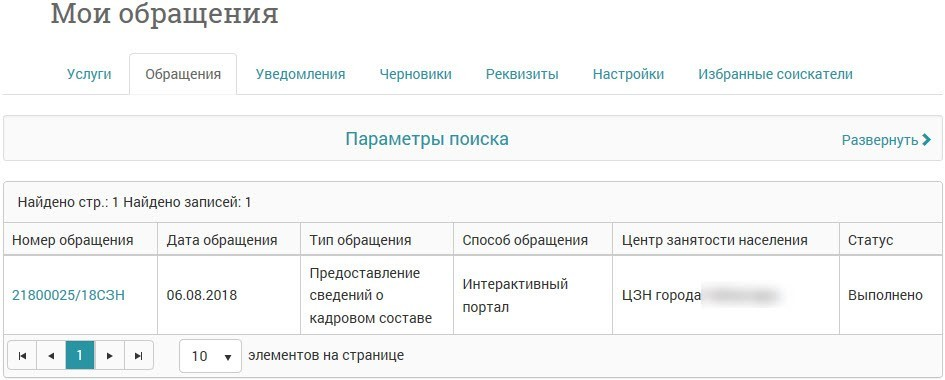 Мои обращения
Услуги Обращения Уведомления Черновики Реквизиты Настройки Избранные соискатели
Параметры поиска Развернуть
Найдено стр.: 1 Найдено записей: 1
Номер обращения Дата обращения Тип обращения Способ обращения Центр занятости населения Статус
21800025/18СЗН 06.08.2018 Предоставление сведений о кадровом составе Интерактивный портал ЦЗН города Выполнено
1 10 элементов на странице